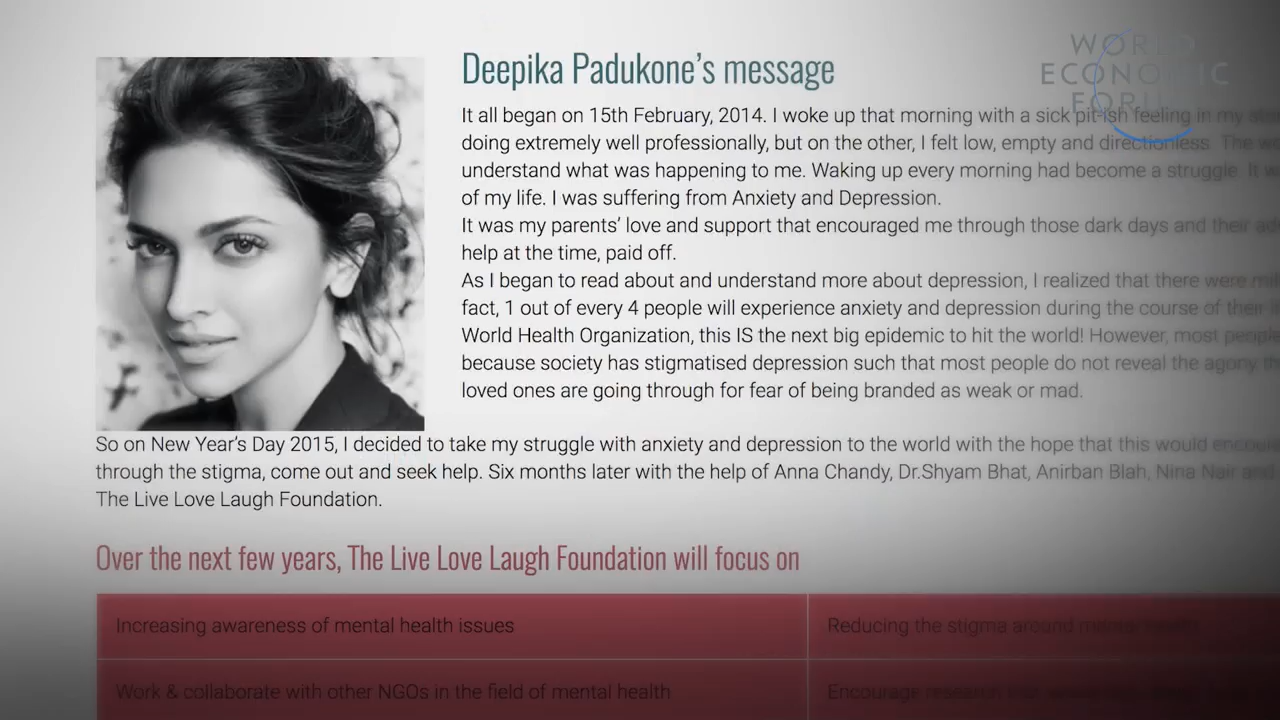 WORLD
ECONOMIC
FORUM
Deepika Padukone's message
It all began on 15th February, 2014. I woke up that morning with a sick pit-ish feeling in my
doing extremely well professionally, but on the other, I felt low, empty and directionless. The
understand what was happening to me. Waking up every morning had become a struggle. It
of my life. I was suffering from Anxiety and Depression.
It was my parents' love and support that encouraged me through those dark days and their
help at the time, paid off.
As I began to read about and understand more about depression, I realized that there were
fact, 1 out of every 4 people will experience anxiety and depression during the course of their
World Health Organization, this IS the next big epidemic to hit the world! However, most people
because society has stigmatised depression such that most people do not reveal the agony
loved ones are going through for fear of being branded as weak or mad.
So on New Year's Day 2015, I decided to take my struggle with anxiety and depression to the world with the hope that this would
through the stigma, come out and seek help. Six months later with the help of Anna Chandy, Dr.Shyam Bhat, Anirban Blah, Nina Nair and
The Live Love Laugh Foundation.
Over the next few years, The Live Love Laugh Foundation will focus on
Increasing awareness of mental health issues
Reducing the stigma around
Work & collaborate with other NGOs in the field of mental health
Encourage research